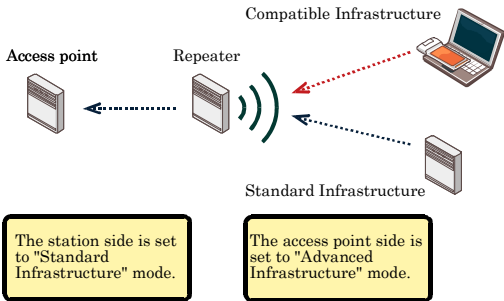 Compatible Infrastructure
Access point
Repeater
Standard Infrastructure
The station side is set
to "Standard
Infrastructure" mode.
The access point side is
set to "Advanced
Infrastructure" mode.